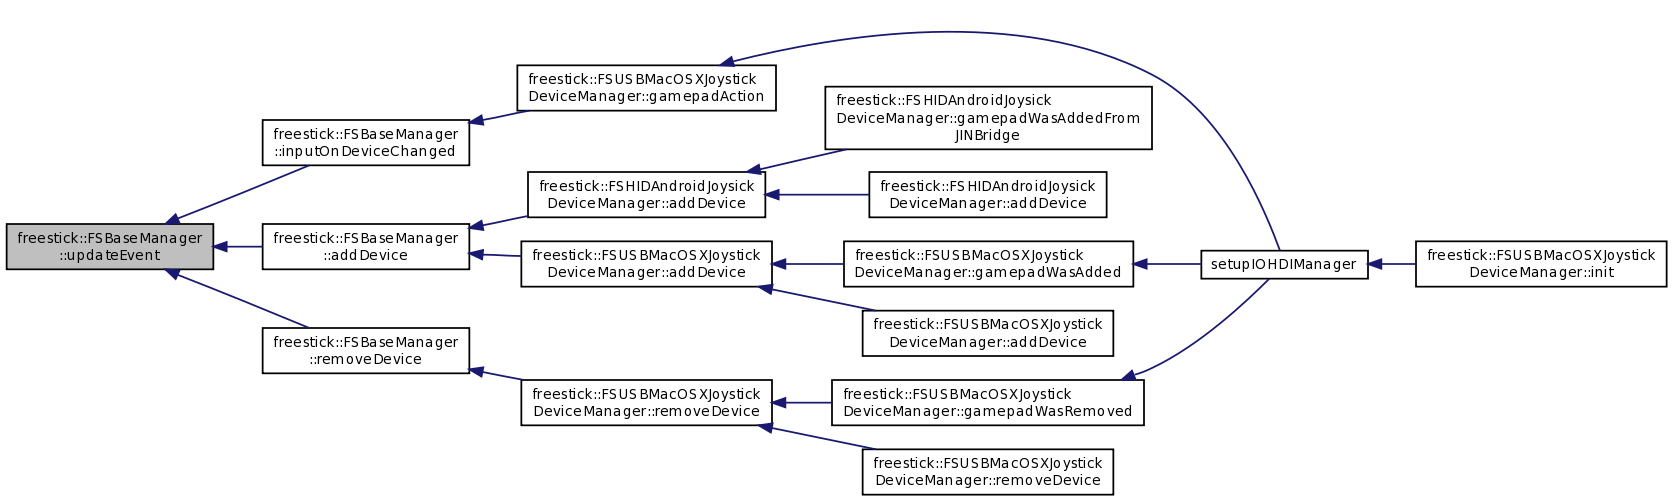 freestick::FSBaseManager
::updateEvent
freestick::FSBaseManager
::inputOnDeviceChanged
freestick::FSBaseManager
::addDevice
freestick::FSBaseManager
::removeDevice
freestick::FSUSBMacOSXJoystick
DeviceManager::gamepadAction
freestick::FSHIDAndroidJoysick
DeviceManager::addDevice
freestick::FSUSBMacOSXJoystick
DeviceManager::addDevice
freestick::FSUSBMacOSXJoystick
DeviceManager::removeDevice
freestick::FSHIDAndroidJoysick
DeviceManager::gamepadWasAddedFrom
JINBridge
freestick::FSHIDAndroidJoysick
DeviceManager::addDevice
freestick::FSUSBMacOSXJoystick
DeviceManager::gamepadWasAdded
freestick::FSUSBMacOSXJoystick
DeviceManager::addDevice
freestick::FSUSBMacOSXJoystick
DeviceManager::gamepadWasRemoved
freestick::FSUSBMacOSXJoystick
DeviceManager::removeDevice
setupIOHDIManager
freestick::FSUSBMacOSXJoystick
DeviceManager::init